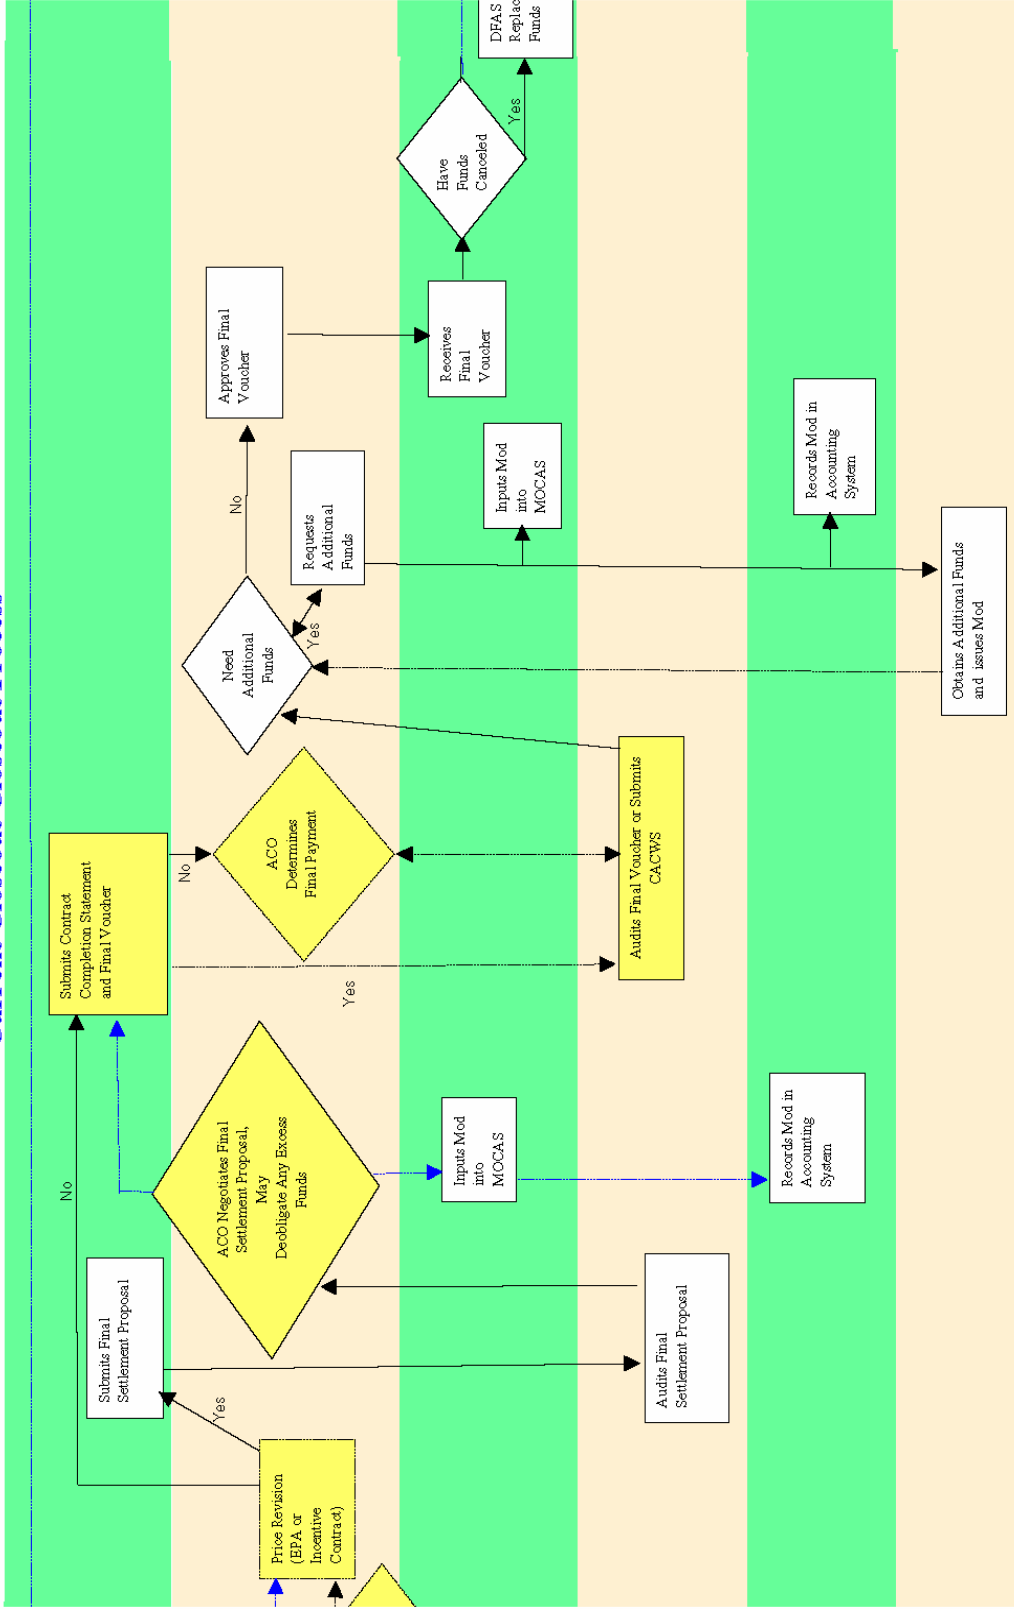 Price Revision
(EPA or
Incentive
Contract)
No
Yes
Submits Final
Settlement Proposal
Audits Final
Settlement Proposal
ACO Negotiates Final
Settlement Proposal,
May
Deobligate Any Excess
Funds
Inputs Mod
into
MOCAS
Records Mod in
Accounting
System
Submits Contract
Completion Statement
and Final Voucher
Yes
No
ACO
Determines
Final Payment
Audits Final Voucher or Submits
CACWS
Need
Additional
Funds
Yes
No
Requests
Additional
Funds
Obtains Additional Funds
and issues Mod
Inputs Mod
into
MOCAS
Records Mod in
Accounting
System
Approves Final
Voucher
Receives
Final
Voucher
Have
Funds
Canceled
Yes
DFAS
Funds